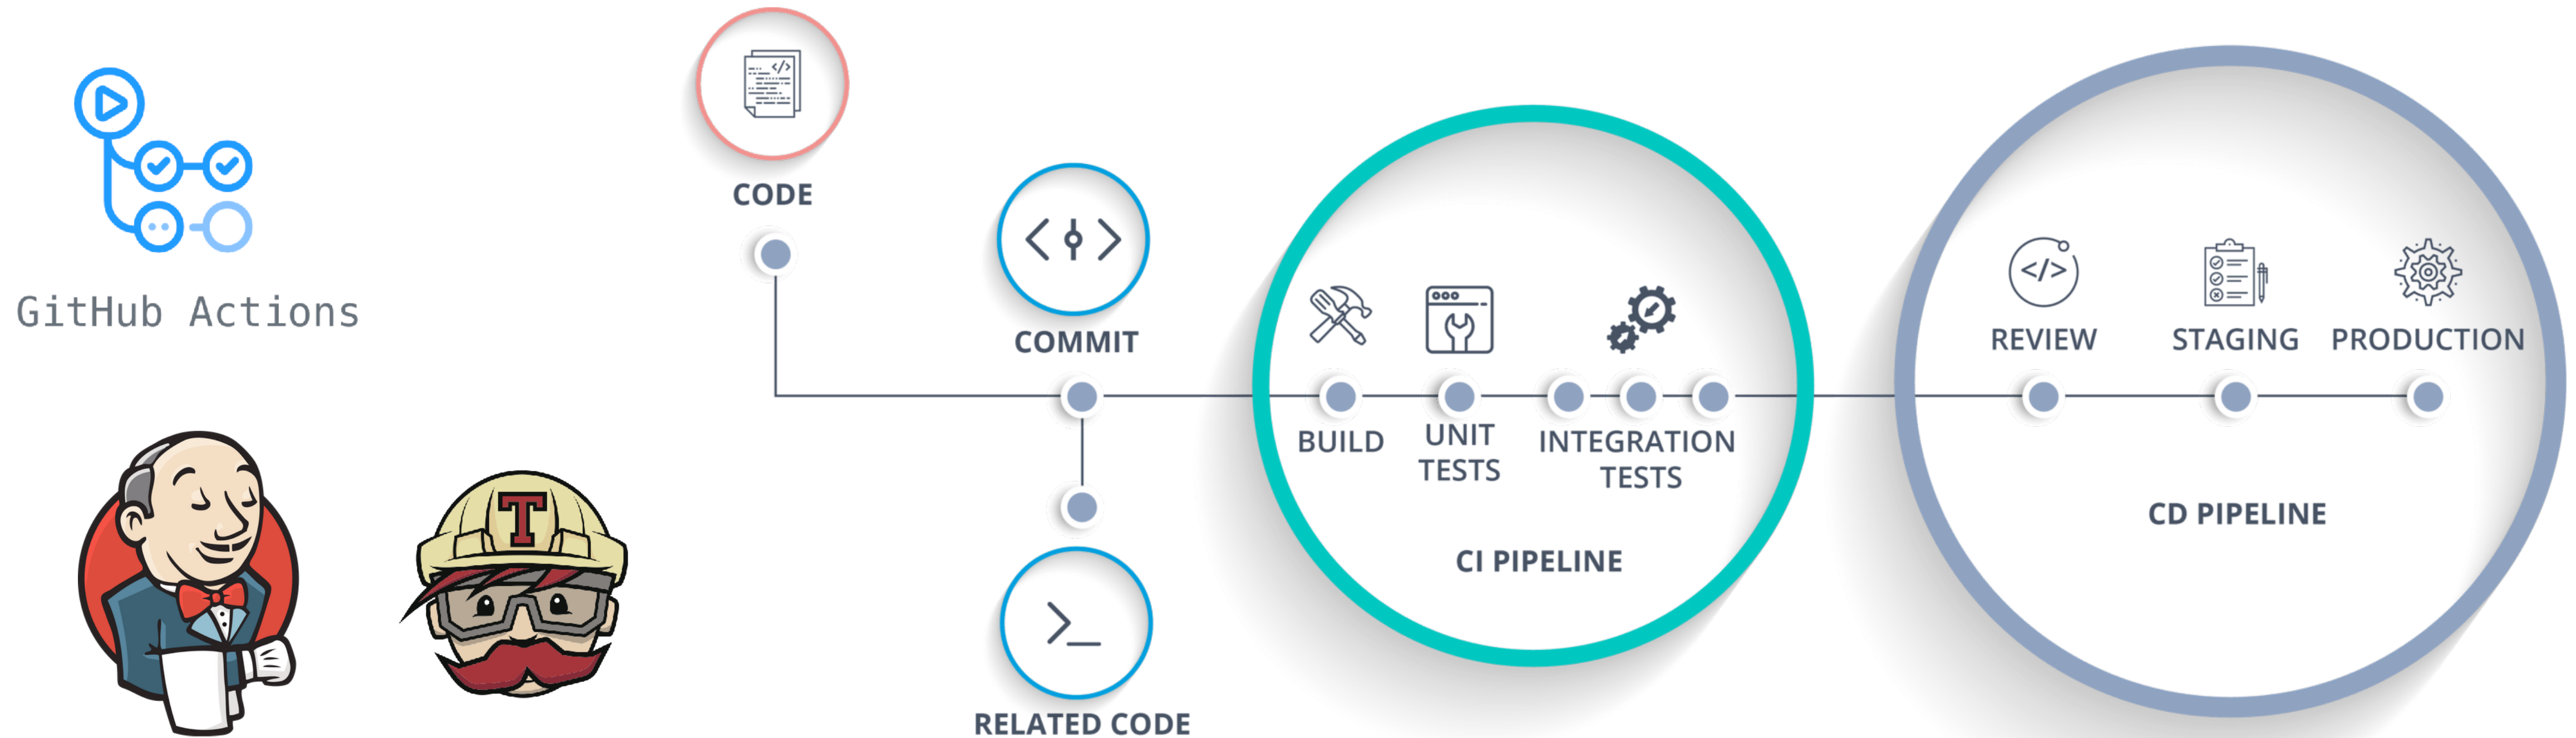 GitHub Actions
T
CODE
</>
COMMIT
RELATED CODE
BUILD
UNIT
TESTS
INTEGRATION
TESTS
CI PIPELINE
</>
REVIEW
STAGING
PRODUCTION
CD PIPELINE